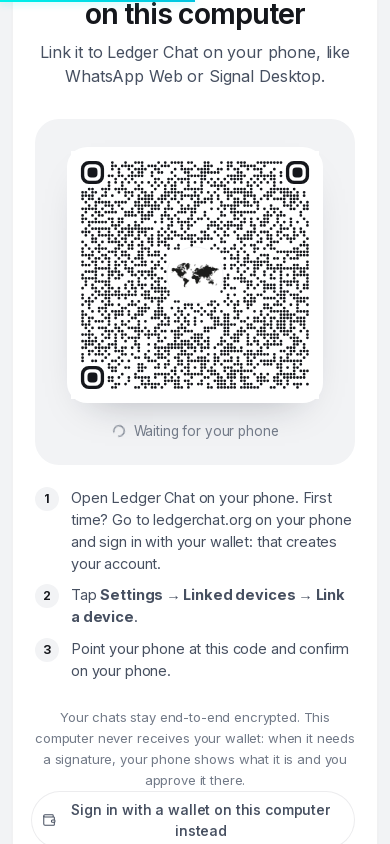 on this computer
Link it to Ledger Chat on your phone, like
WhatsApp Web or Signal Desktop.
Waiting for your phone
1 Open Ledger Chat on your phone. First
time? Go to ledgerchat.org on your phone
and sign in with your wallet: that creates
your account.
2 Tap Settings → Linked devices → Link
a device.
3 Point your phone at this code and confirm
on your phone.
Your chats stay end-to-end encrypted. This
computer never receives your wallet: when it needs
a signature, your phone shows what it is and you
approve it there.
Sign in with a wallet on this computer
instead